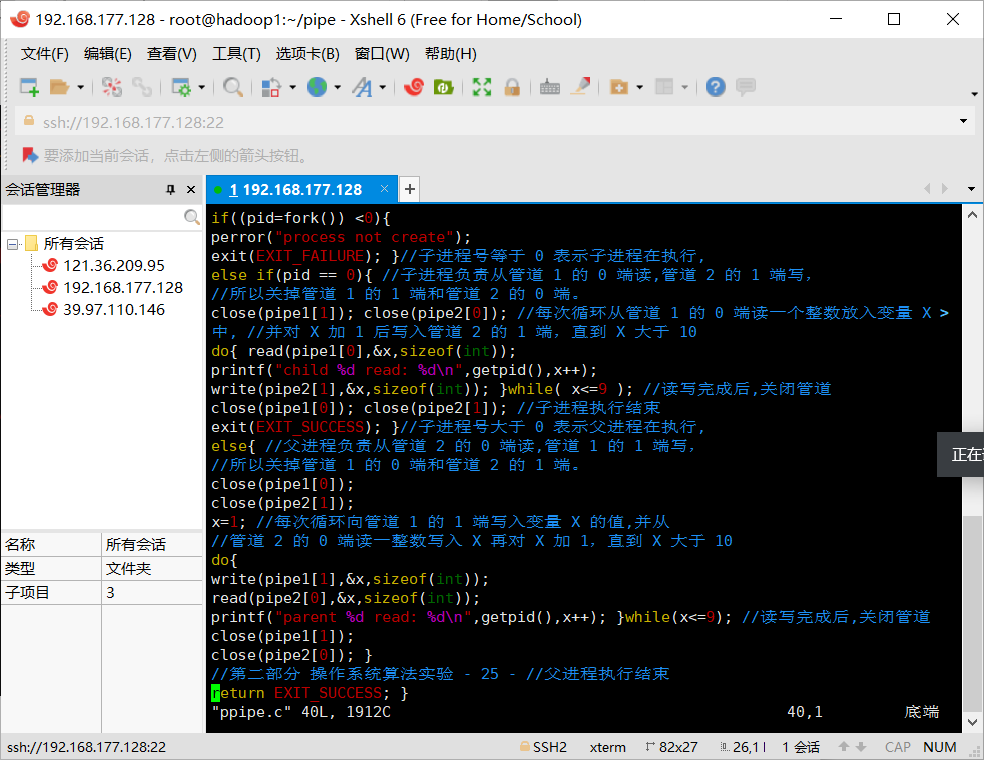 192.168.177.128 - root@hadoop1:~/pipe - Xshell 6 (Free for Home/School)
文件(F) 编辑(E) 查看(V) 工具(T) 选项卡(B) 窗口(W) 帮助(H)
ssh://192.168.177.128:22
要添加当前会话，点击左侧的箭头按钮。
会话管理器
1 192.168.177.128
所有会话
121.36.209.95
192.168.177.128
39.97.110.146
名称 所有会话
类型 文件夹
子项目 3
if((pid=fork()) <0){
perror("process not create");
exit(EXIT_FAILURE); }//子进程号等于 0 表示子进程在执行,
else if(pid == 0){ //子进程负责从管道 1 的 0 端读,管道 2 的 1 端写,
//所以关掉管道 1 的 1 端和管道 2 的 0 端。
close(pipe1[1]); close(pipe2[0]); //每次循环从管道 1 的 0 端读一个整数放入变量 X >
中, //并对 X 加 1 后写入管道 2 的 1 端，直到 X 大于 10
do{ read(pipe1[0],&x,sizeof(int));
printf("child %d read: %d\n",getpid(),x++);
write(pipe2[1],&x,sizeof(int)); }while( x<=9 ); //读写完成后,关闭管道
close(pipe1[0]); close(pipe2[1]); //子进程执行结束
exit(EXIT_SUCCESS); }//子进程号大于 0 表示父进程在执行,
else{ //父进程负责从管道 2 的 0 端读,管道 1 的 1 端写,
//所以关掉管道 1 的 0 端和管道 2 的 1 端。
close(pipe1[0]);
close(pipe2[1]);
x=1; //每次循环向管道 1 的 1 端写入变量 X 的值,并从
//管道 2 的 0 端读一整数写入 X 再对 X 加 1，直到 X 大于 10
do{
write(pipe1[1],&x,sizeof(int));
read(pipe2[0],&x,sizeof(int));
printf("parent %d read: %d\n",getpid(),x++); }while(x<=9); //读写完成后,关闭管道
close(pipe1[1]);
close(pipe2[0]); }
//第二部分 操作系统算法实验 - 25 - //父进程执行结束
return EXIT_SUCCESS; }
"ppipe.c" 40L, 1912C 40,1 底端
正在
ssh://192.168.177.128:22 SSH2 xterm 82x27 26,1 1 会话 CAP NUM